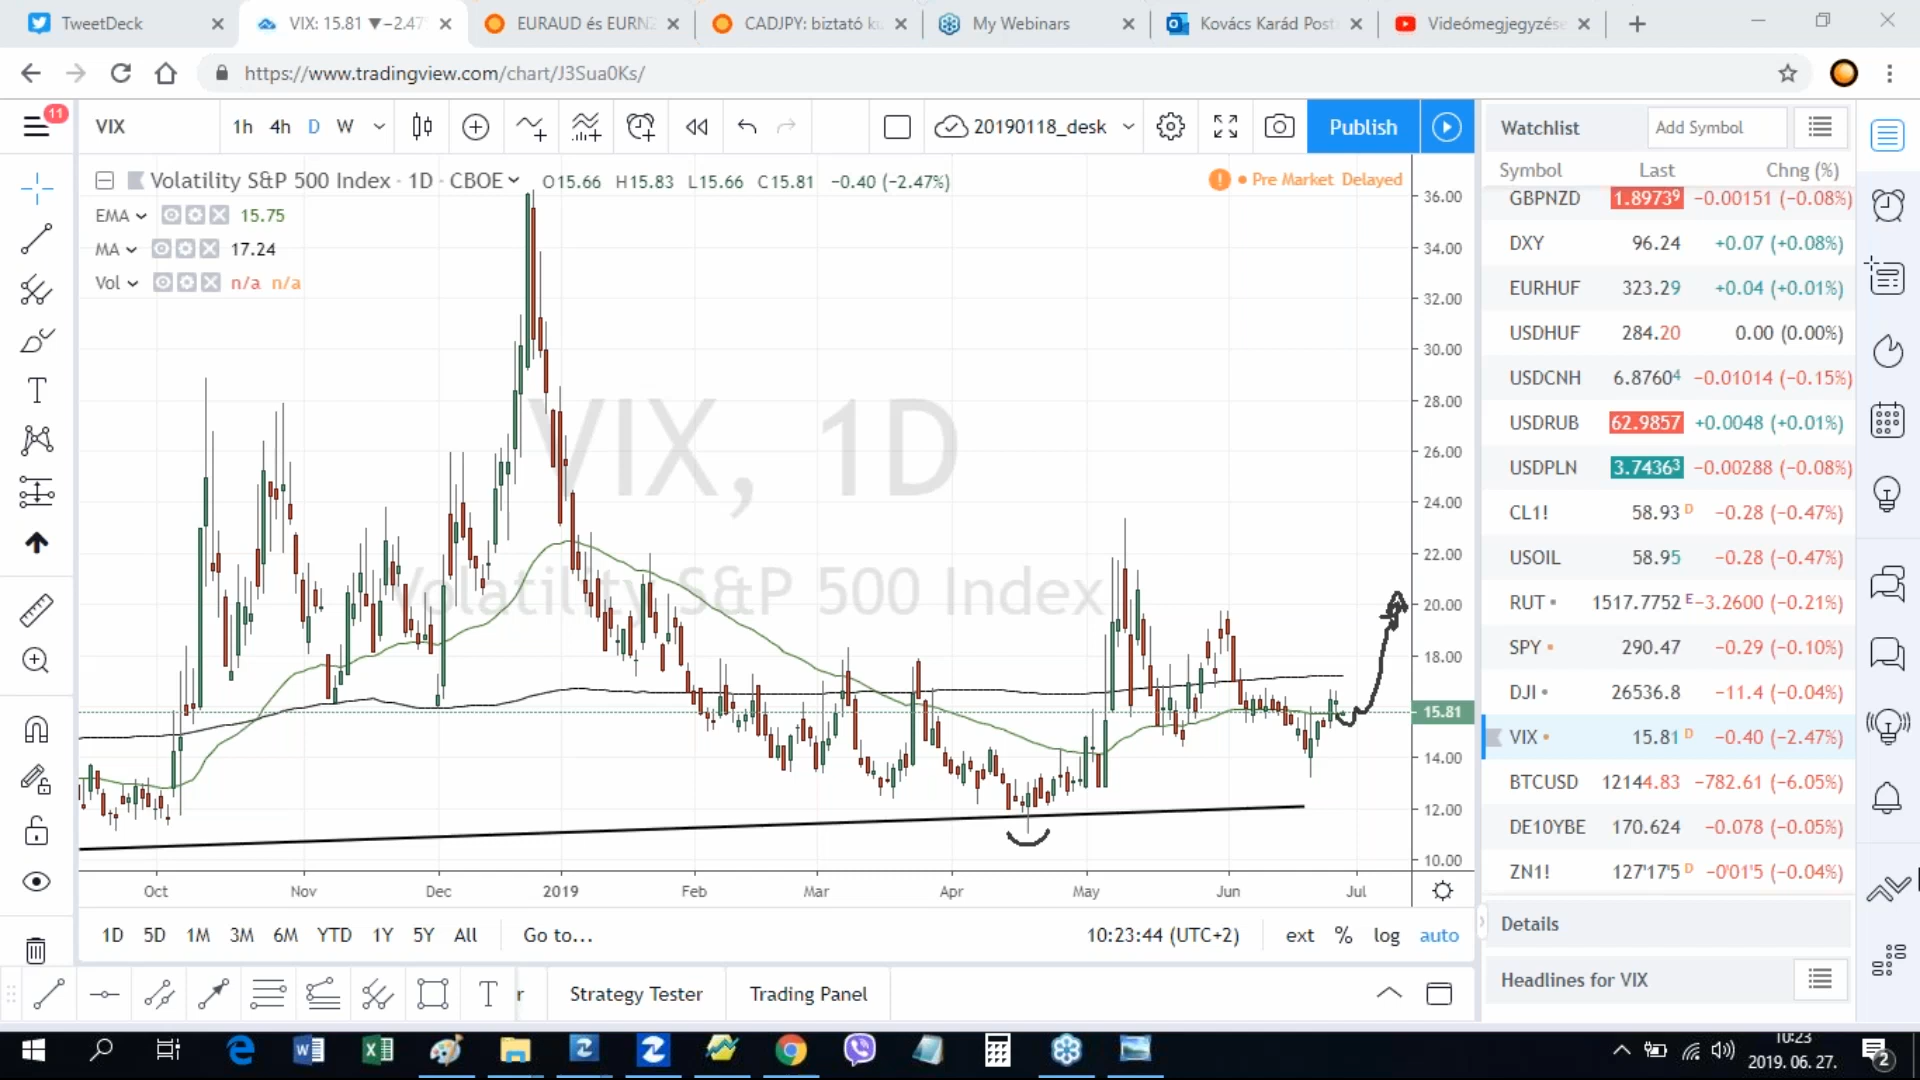 TweetDeck
VIX: 15.81 ▼−2.47
EURAUD és EURNZ
CADJPY: biztató ku
My Webinars
Kovács Karád Post
Videómegjegyzése
https://www.tradingview.com/chart/J3Sua0Ks/
11
VIX
1h 4h D W
20190118_desk
Publish
Volatility S&P 500 Index · 1D · CBOE
O15.66 H15.83 L15.66 C15.81 −0.40 (−2.47%)
Pre Market Delayed
EMA 15.75
MA 17.24
Vol n/a n/a
VIX, 1D
Volatility S&P 500 Index
36.00
34.00
32.00
30.00
28.00
26.00
24.00
22.00
20.00
18.00
15.81
14.00
12.00
10.00
Oct Nov Dec 2019 Feb Mar Apr May Jun Jul
1D 5D 1M 3M 6M YTD 1Y 5Y All Go to...
10:23:44 (UTC+2) ext % log auto
r Strategy Tester Trading Panel
Watchlist Add Symbol
Symbol Last Chng (%)
GBPNZD 1.89739 −0.00151 (−0.08%)
DXY 96.24 +0.07 (+0.08%)
EURHUF 323.29 +0.04 (+0.01%)
USDHUF 284.20 0.00 (0.00%)
USDCNH 6.87604 −0.01014 (−0.15%)
USDRUB 62.9857 +0.0048 (+0.01%)
USDPLN 3.74363 −0.00288 (−0.08%)
CL1! 58.93 D −0.28 (−0.47%)
USOIL 58.95 −0.28 (−0.47%)
RUT 1517.7752 E −3.2600 (−0.21%)
SPY 290.47 −0.29 (−0.10%)
DJI 26536.8 −11.4 (−0.04%)
VIX 15.81 D −0.40 (−2.47%)
BTCUSD 12144.83 −782.61 (−6.05%)
DE10YBE 170.624 −0.078 (−0.05%)
ZN1! 127'17'5 D −0'01'5 (−0.04%)
Details
Headlines for VIX
10:23
2019. 06. 27.
2